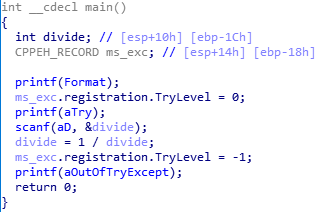 int __cdecl main()
{
int divide; // [esp+10h] [ebp-1Ch]
CPPEH_RECORD ms_exc; // [esp+14h] [ebp-18h]
printf(Format);
ms_exc.registration.TryLevel = 0;
printf(aTry);
scanf(aD, &divide);
divide = 1 / divide;
ms_exc.registration.TryLevel = -1;
printf(aOutOfTryExcept);
return 0;
}